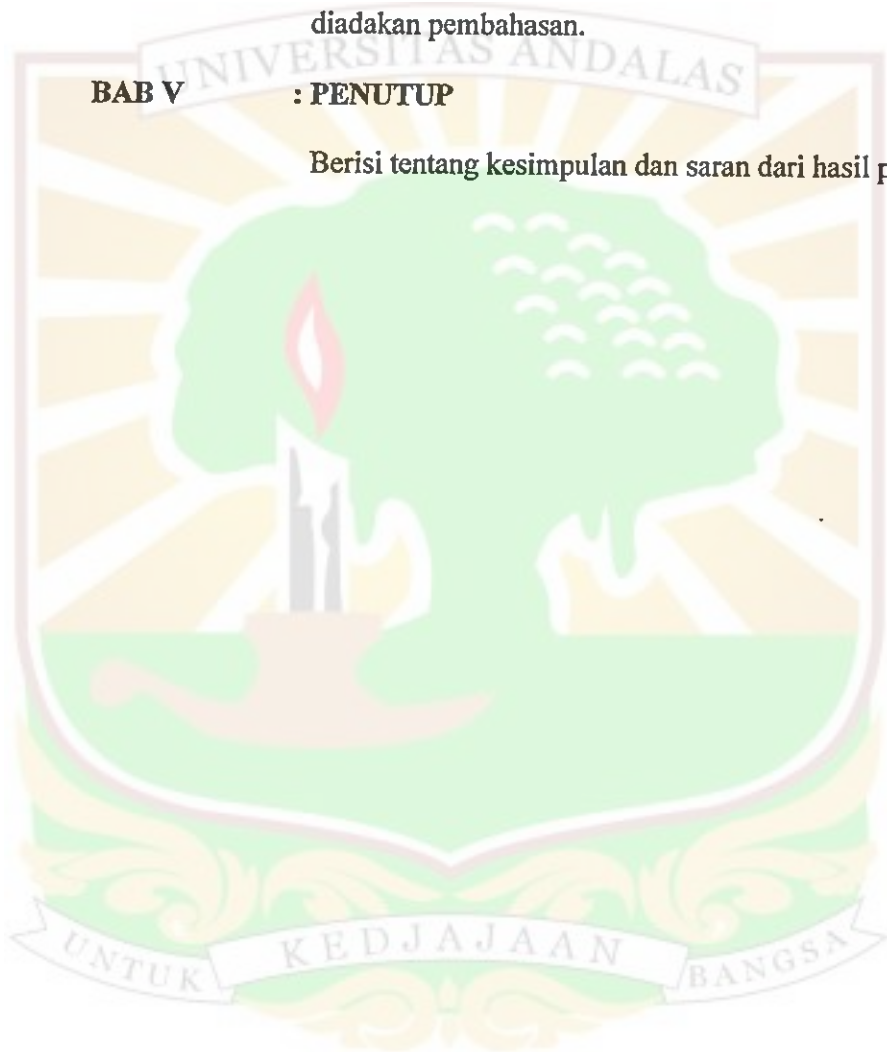 diadakan pembahasan.
UNIVERSITAS ANDALAS
BAB V : PENUTUP
Berisi tentang kesimpulan dan saran dari hasil
UNTUK KEDJAJAAN BANGSA